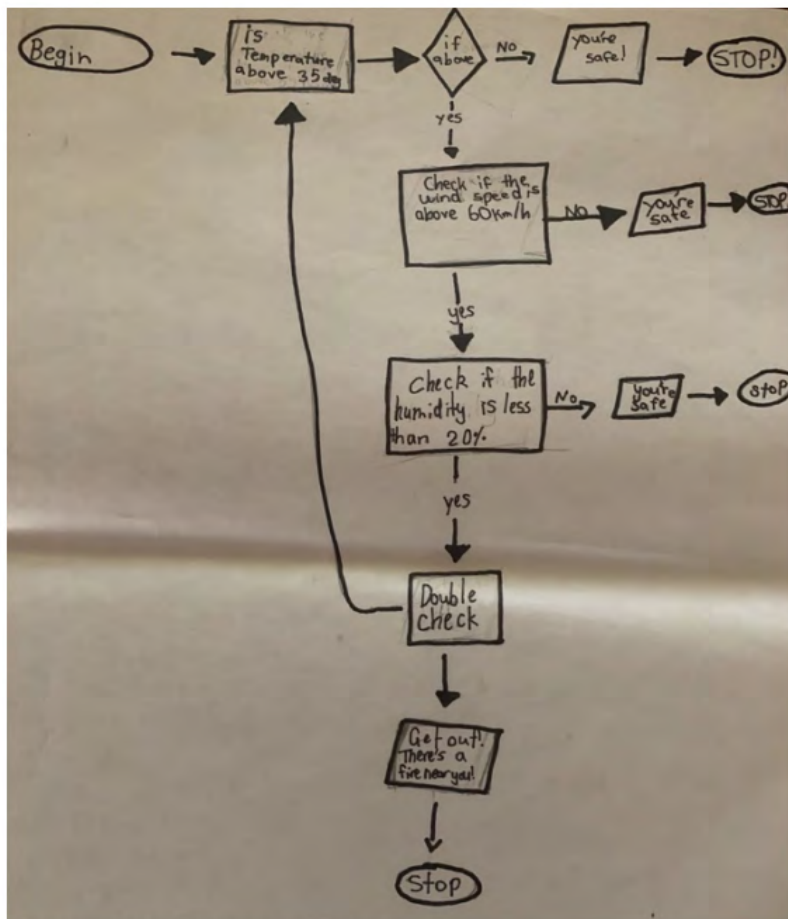 Begin
is
Temperature
above 35deg
if
above
NO
you're
safe!
STOP!
yes
Check if the
wind speed is
above 60km/h
NO
you're
safe
STOP
yes
Check if the
humidity is less
than 20%
No
you're
safe
stop
yes
Double
check
Get out!
There's a
fire near you!
Stop